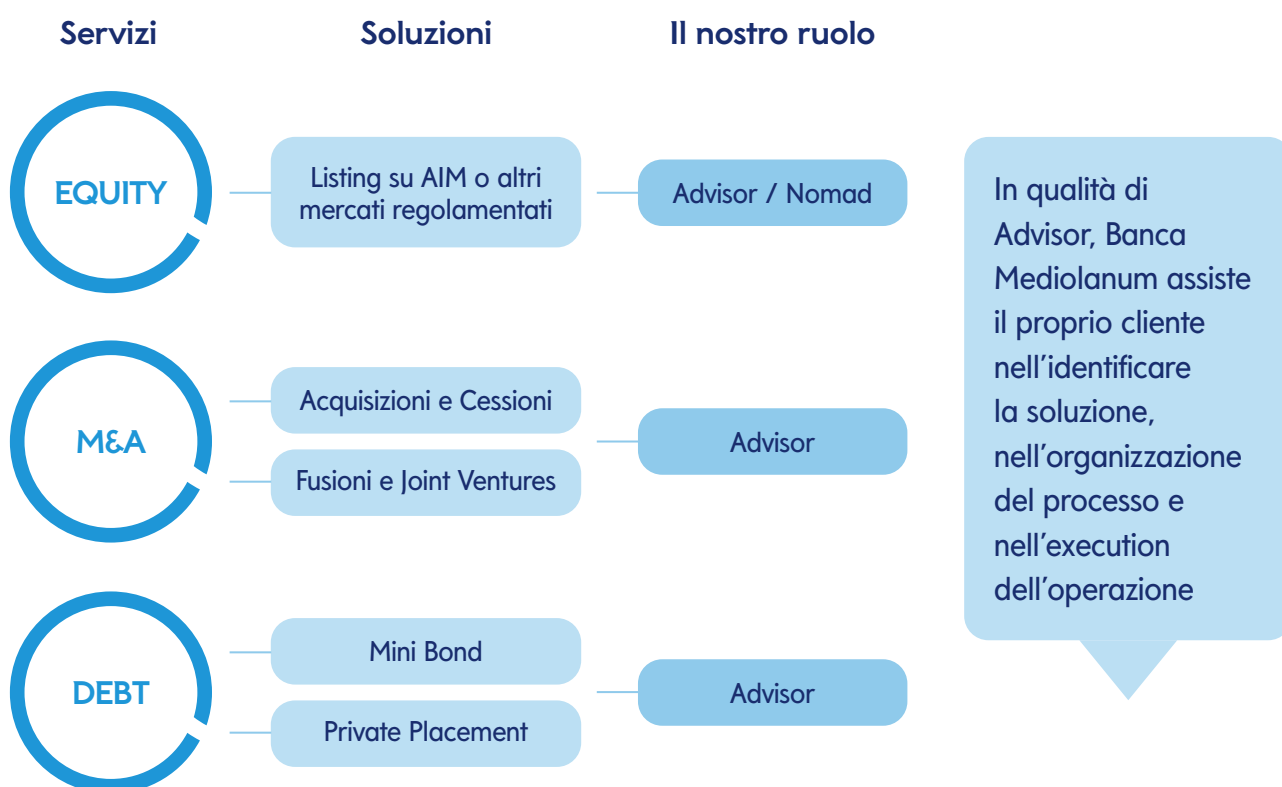 Servizi
Soluzioni
Il nostro ruolo
EQUITY
Listing su AIM o altri
mercati regolamentati
Advisor / Nomad
M&A
Acquisizioni e Cessioni
Fusioni e Joint Ventures
Advisor
DEBT
Mini Bond
Private Placement
Advisor
In qualità di
Advisor, Banca
Mediolanum assiste
il proprio cliente
nell’identificare
la soluzione,
nell’organizzazione
del processo e
nell’execution
dell’operazione